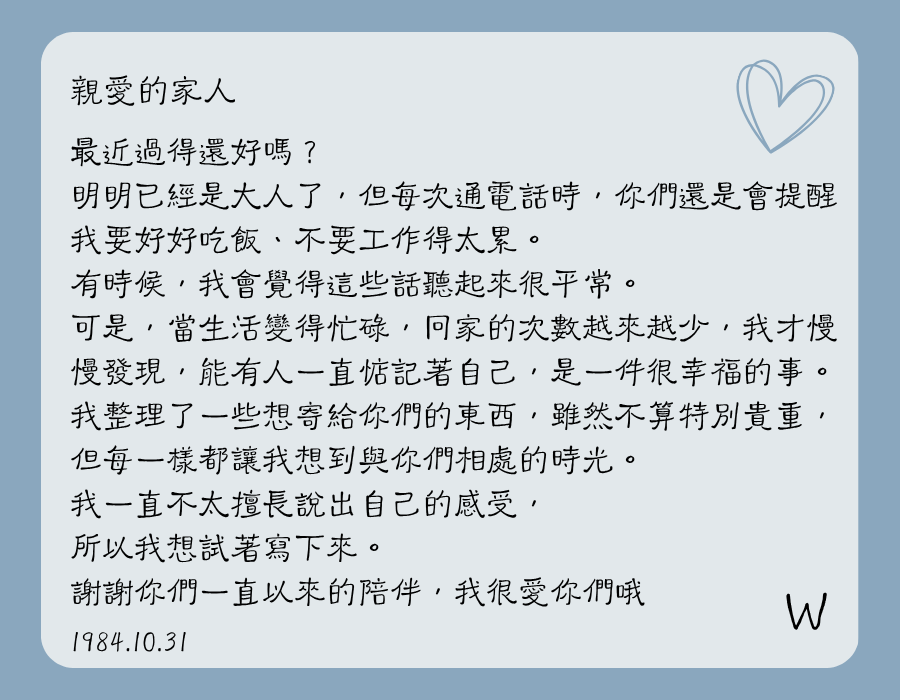 親愛的家人
最近過得還好嗎？
明明已經是大人了，但每次通電話時，你們還是會提醒
我要好好吃飯、不要工作得太累。
有時候，我會覺得這些話聽起來很平常。
可是，當生活變得忙碌，回家的次數越來越少，我才慢
慢發現，能有人一直惦記著自己，是一件很幸福的事。
我整理了一些想寄給你們的東西，雖然不算特別貴重，
但每一樣都讓我想到與你們相處的時光。
我一直不太擅長說出自己的感受，
所以我想試著寫下來。
謝謝你們一直以來的陪伴，我很愛你們哦
W
1984.10.31